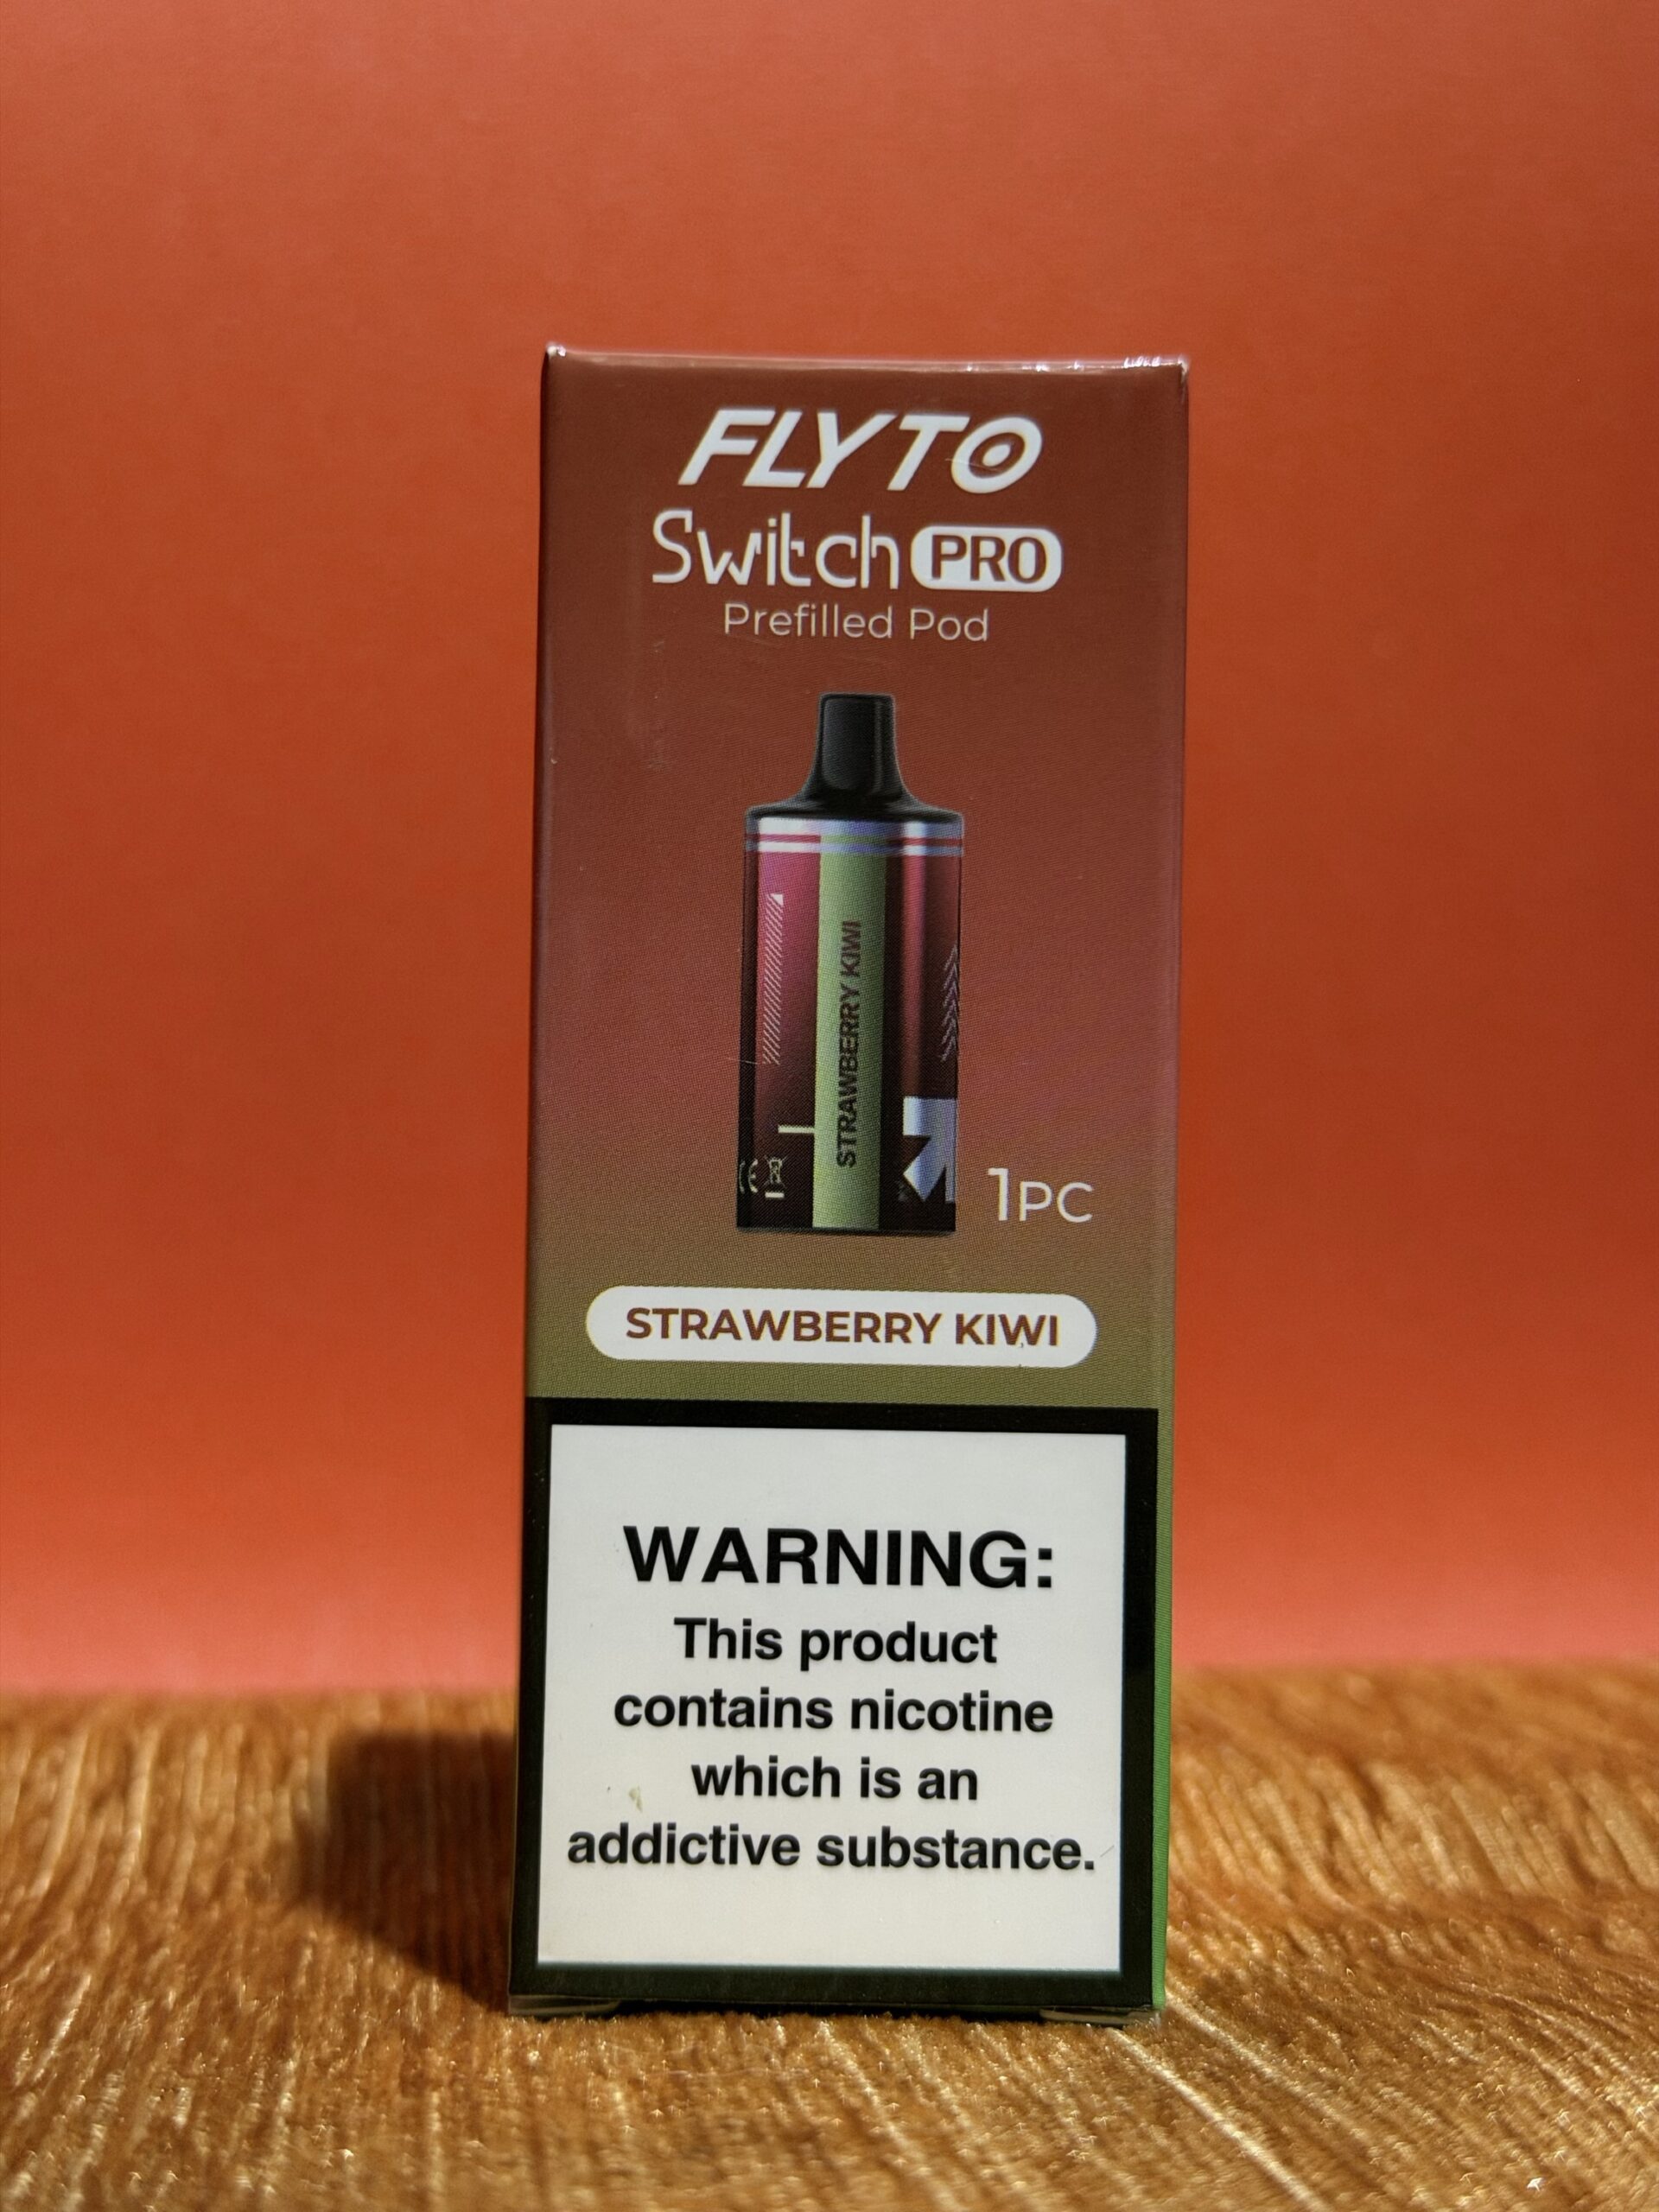 FLYTO
Switch PRO
Prefilled Pod
STRAWBERRY KIWI
CE
1PC
STRAWBERRY KIWI
WARNING:
This product
contains nicotine
which is an
addictive substance.